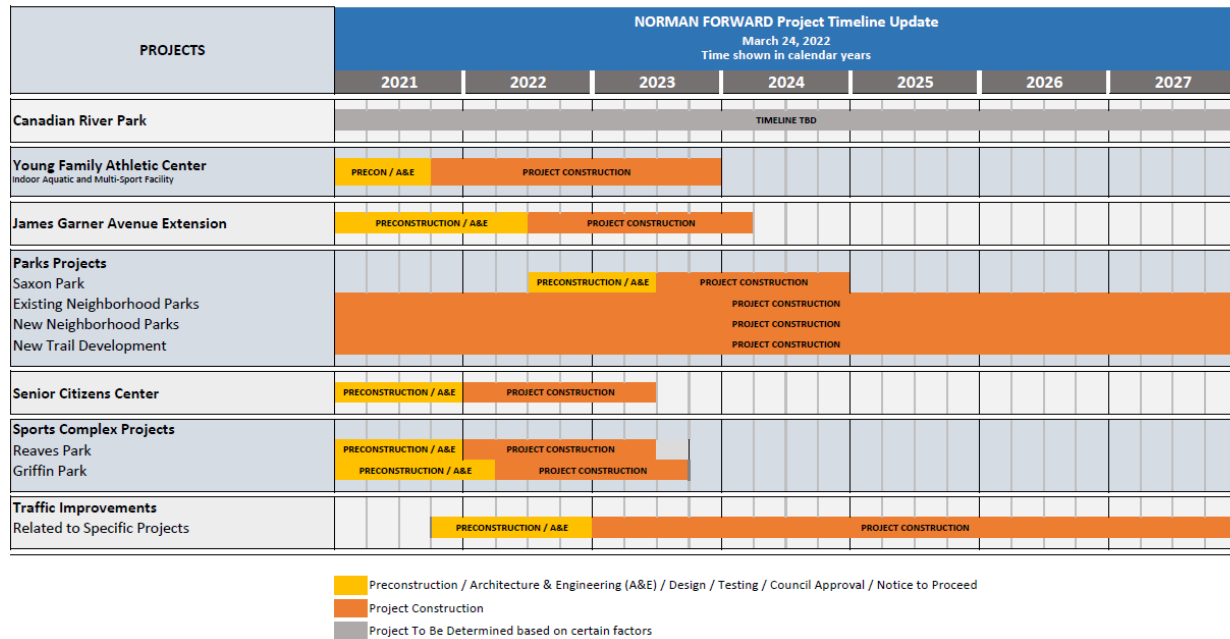 PROJECTS
NORMAN FORWARD Project Timeline Update
March 24, 2022
Time shown in calendar years
2021 2022 2023 2024 2025 2026 2027
Canadian River Park
TIMELINE TBD
Young Family Athletic Center
Indoor Aquatic and Multi-Sport Facility
PRECON / A&E PROJECT CONSTRUCTION
James Garner Avenue Extension
PRECONSTRUCTION / A&E PROJECT CONSTRUCTION
Parks Projects
Saxon Park PRECONSTRUCTION / A&E PROJECT CONSTRUCTION
Existing Neighborhood Parks PROJECT CONSTRUCTION
New Neighborhood Parks PROJECT CONSTRUCTION
New Trail Development PROJECT CONSTRUCTION
Senior Citizens Center PRECONSTRUCTION / A&E PROJECT CONSTRUCTION
Sports Complex Projects
Reaves Park PRECONSTRUCTION / A&E PROJECT CONSTRUCTION
Griffin Park PRECONSTRUCTION / A&E PROJECT CONSTRUCTION
Traffic Improvements
Related to Specific Projects PRECONSTRUCTION / A&E PROJECT CONSTRUCTION
Preconstruction / Architecture & Engineering (A&E) / Design / Testing / Council Approval / Notice to Proceed
Project Construction
Project To Be Determined based on certain factors